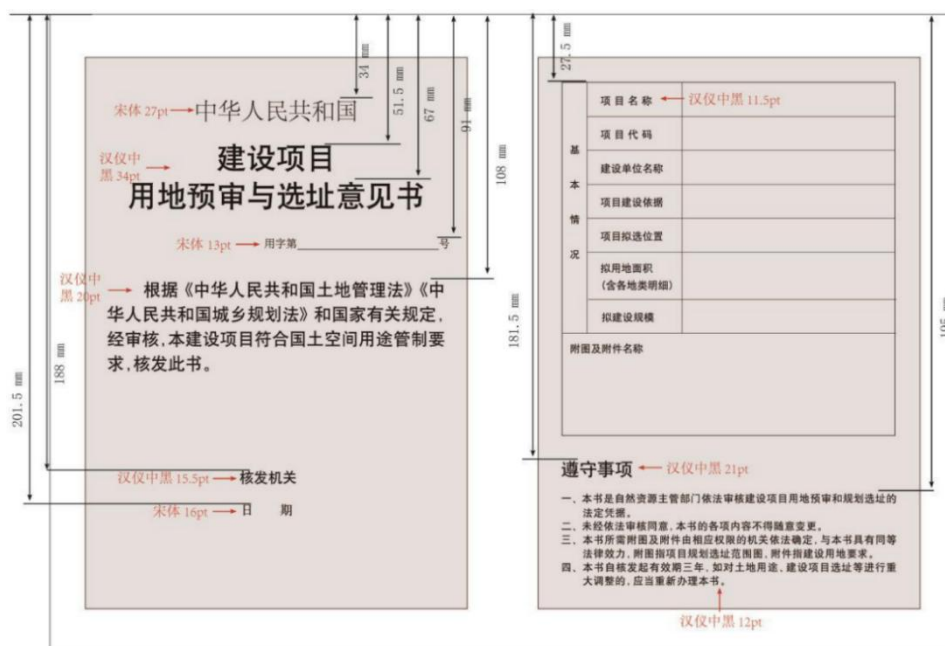 34 mm
51.5 mm
67 mm
91 mm
108 mm
188 mm
201.5 mm
宋体 27pt
中华人民共和国
汉仪中
黑 34pt
建设项目
用地预审与选址意见书
宋体 13pt
用字第 号
汉仪中
黑 20pt
根据《中华人民共和国土地管理法》《中
华人民共和国城乡规划法》和国家有关规定,
经审核,本建设项目符合国土空间用途管制要
求,核发此书。
汉仪中黑 15.5pt
核发机关
宋体 16pt
日 期
27.5 mm
181.5 mm
195 mm
基本情况
项目名称
汉仪中黑 11.5pt
项目代码
建设单位名称
项目建设依据
项目拟选位置
拟用地面积
(含各地类明细)
拟建设规模
附图及附件名称
遵守事项
汉仪中黑 21pt
一、本书是自然资源主管部门依法审核建设项目用地预审和规划选址的
法定凭据。
二、未经依法审核同意,本书的各项内容不得随意变更。
三、本书所需附图及附件由相应权限的机关依法确定,与本书具有同等
法律效力,附图指项目规划选址范围图,附件指建设用地要求。
四、本书自核发起有效期三年,如对土地用途、建设项目选址等进行重
大调整的,应当重新办理本书。
汉仪中黑 12pt